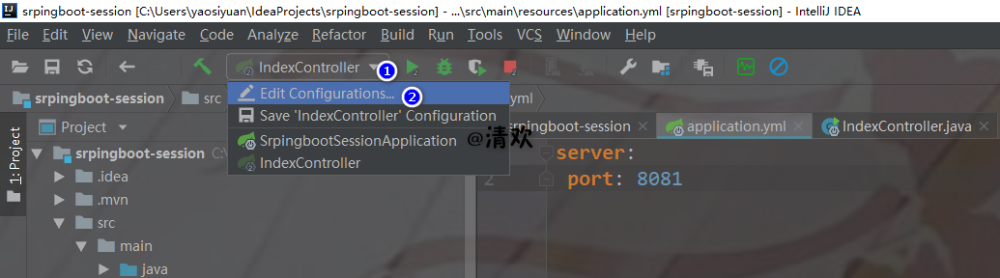 srpingboot-session [C:\Users\yaosiyuan\IdeaProjects\srpingboot-session] - ...\src\main\resources\application.yml [srpingboot-session] - IntelliJ IDEA
File Edit View Navigate Code Analyze Refactor Build Run Tools VCS Window Help
IndexController 1
srpingboot-session src yml
Edit Configurations... 2
Save 'IndexController' Configuration
SrpingbootSessionApplication
IndexController
@清欢
1: Project
Project
srpingboot-session
.idea
.mvn
src
main
java
srpingboot-session application.yml IndexController.java
server:
2 port: 8081